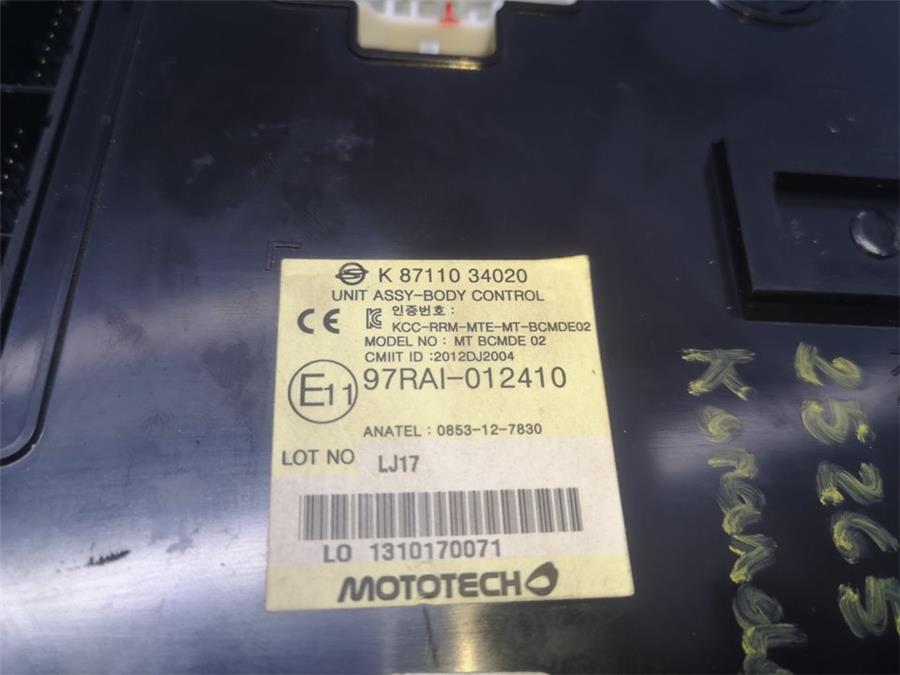 K 87110 34020
UNIT ASSY-BODY CONTROL
인증번호 :
CE KCC-RRM-MTE-MT-BCMDE02
MODEL NO : MT BCMDE 02
CMIIT ID :2012DJ2004
E11 97RAI-012410
ANATEL : 0853-12-7830
LOT NO LJ17
LO 1310170071
MOTOTECH